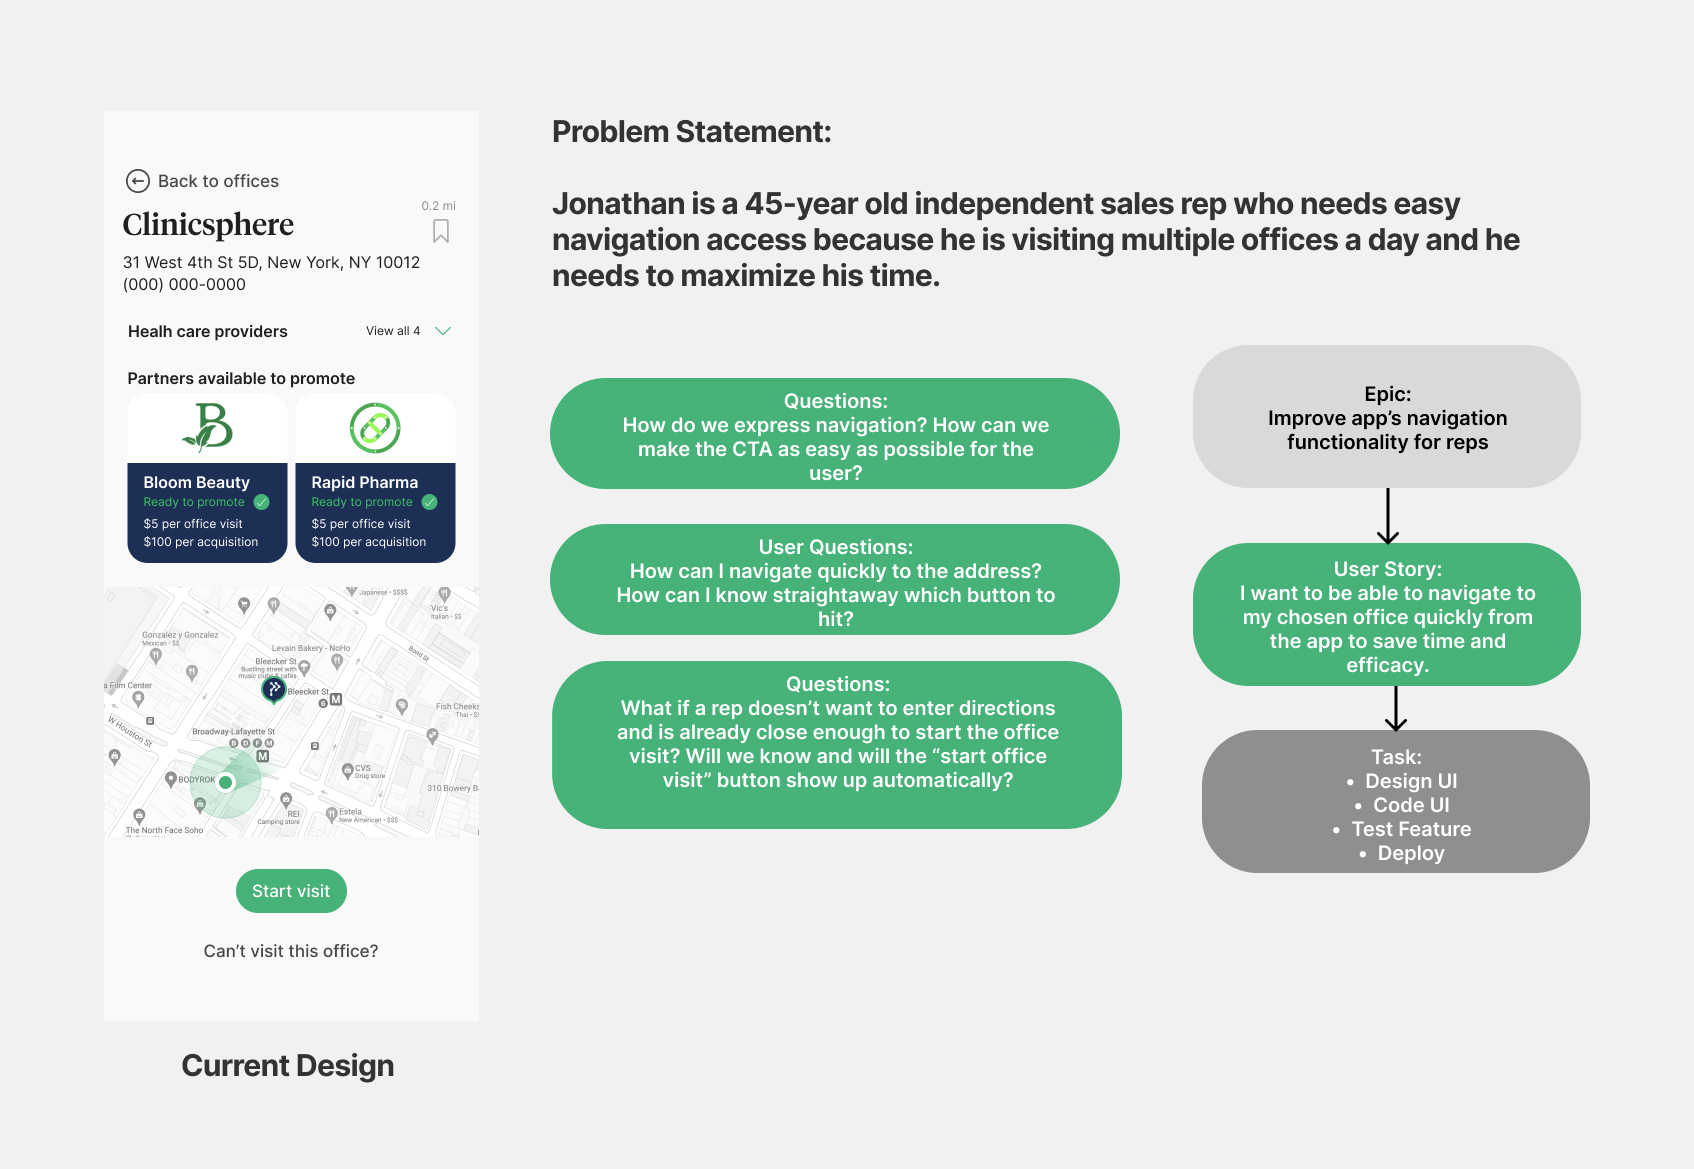 Back to offices
Clinicsphere
0.2 mi
31 West 4th St 5D, New York, NY 10012
(000) 000-0000
Healh care providers
View all 4
Partners available to promote
B
Bloom Beauty
Ready to promote
$5 per office visit
$100 per acquisition
Rapid Pharma
Ready to promote
$5 per office visit
$100 per acquisition
Japanese • $$$$
Vic's
Italian • $$
Gonzalez y Gonzalez
Mexican • $$
Levain Bakery - NoHo
Bond St
Bleecker St
Bustling street with
music clubs & cafes
a Film Center
Bleecker St
6
M
Fish Cheeks
Thai • $$
W Houston St
Broadway-Lafayette St
B D F M
M
BODYROK
CVS
Drug store
310 Bowery B
REI
Camping store
Estela
New American • $$$
The North Face Soho
Start visit
Can't visit this office?
Current Design
Problem Statement:
Jonathan is a 45-year old independent sales rep who needs easy
navigation access because he is visiting multiple offices a day and he
needs to maximize his time.
Questions:
How do we express navigation? How can we
make the CTA as easy as possible for the
user?
User Questions:
How can I navigate quickly to the address?
How can I know straightaway which button to
hit?
Questions:
What if a rep doesn't want to enter directions
and is already close enough to start the office
visit? Will we know and will the “start office
visit” button show up automatically?
Epic:
Improve app's navigation
functionality for reps
User Story:
I want to be able to navigate to
my chosen office quickly from
the app to save time and
efficacy.
Task:
• Design UI
• Code UI
• Test Feature
• Deploy